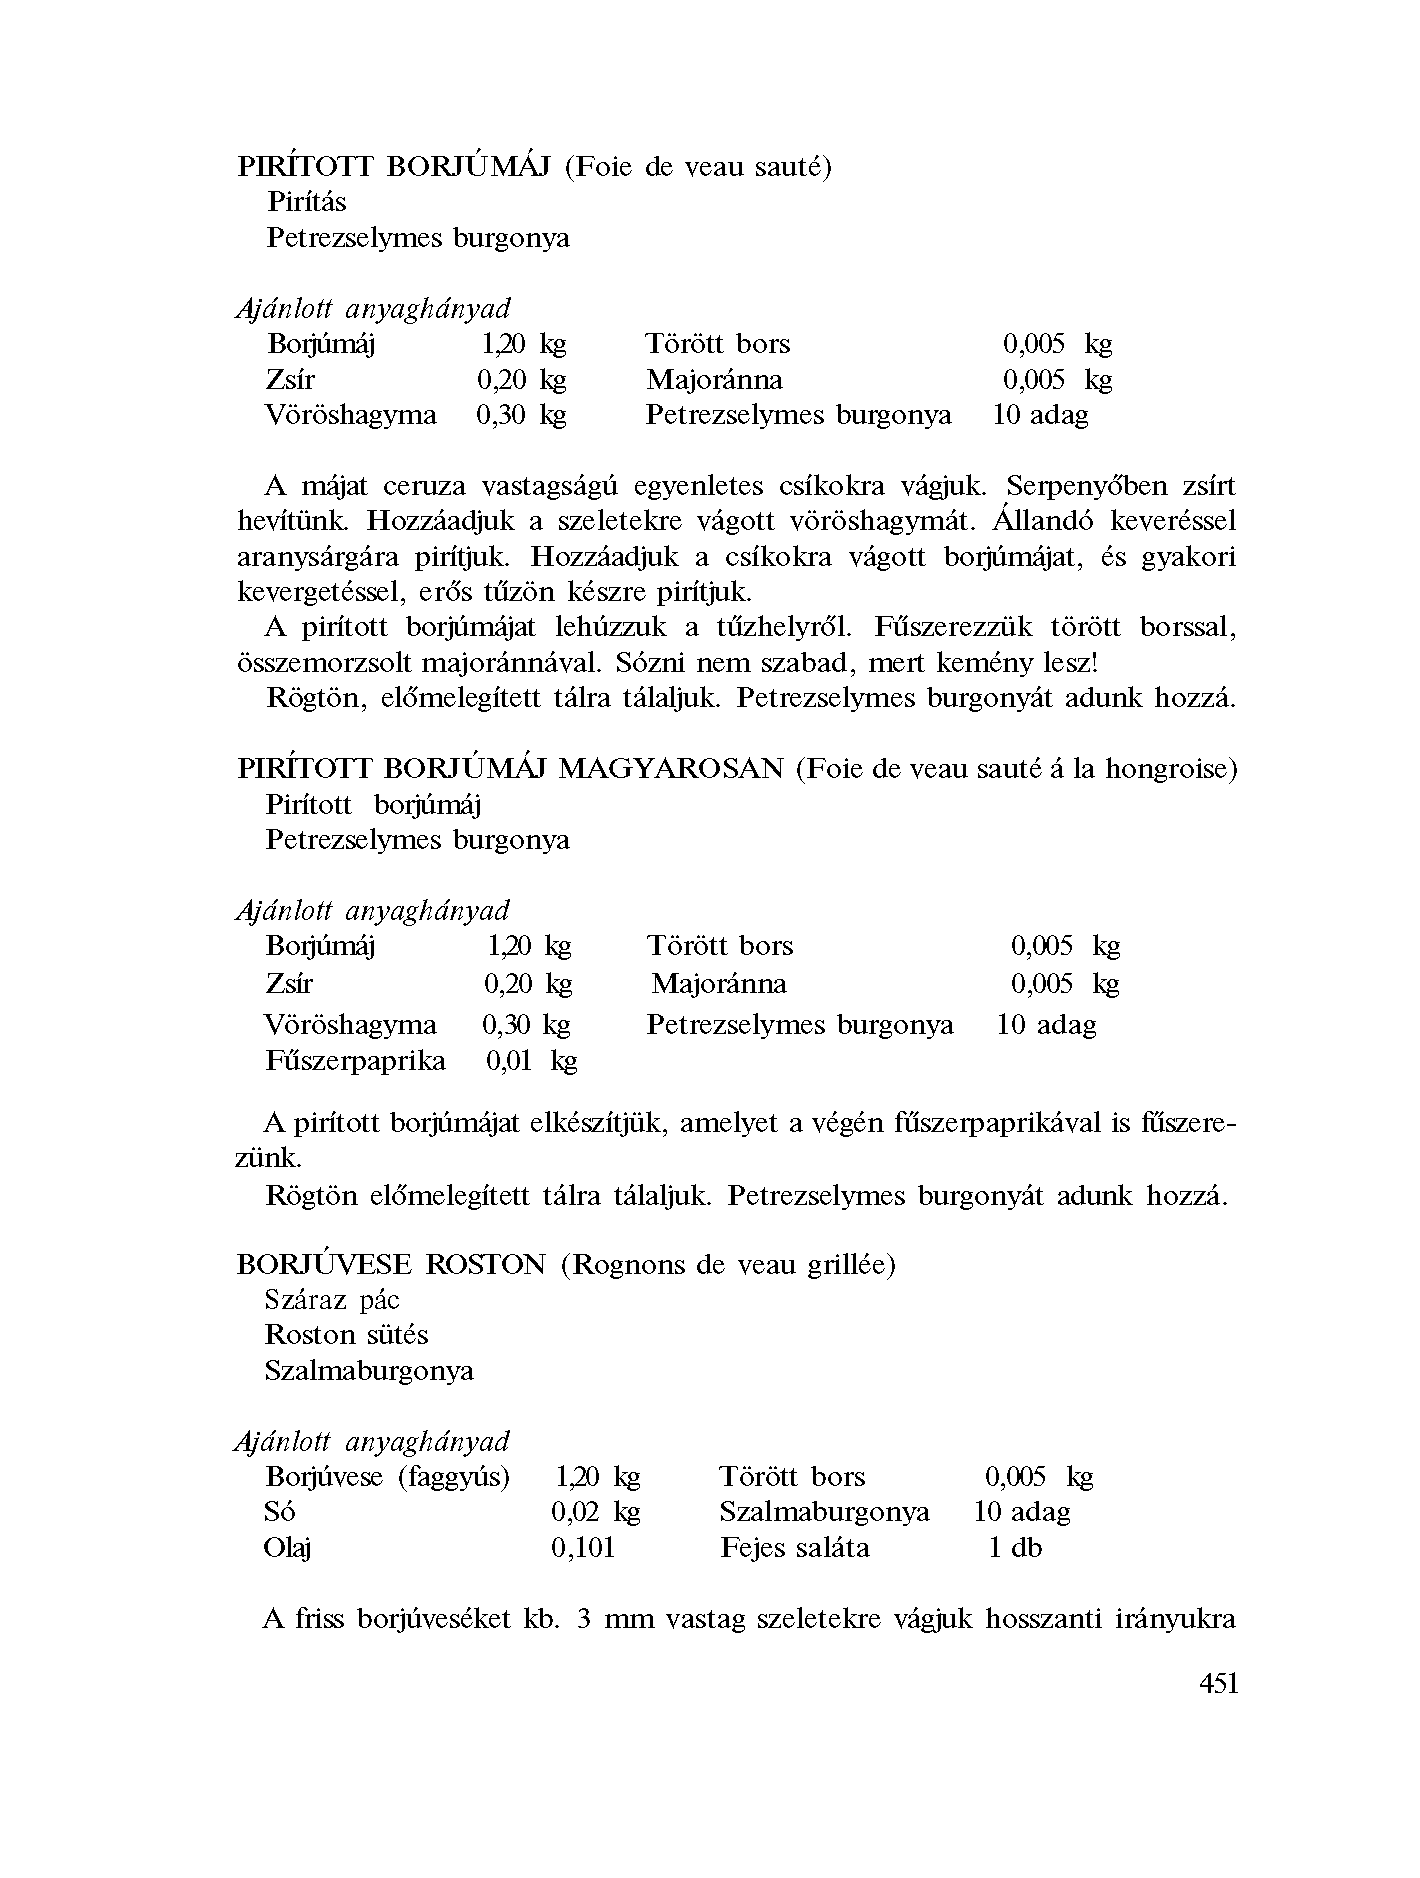 PIRÍTOTT BORJÚMÁJ (Foie de veau sauté)
Pirítás
Petrezselymes burgonya
Ajánlott anyaghányad
Borjúmáj 1,20 kg Törött bors 0,005 kg
Zsír 0,20 kg Majoránna 0,005 kg
Vöröshagyma 0,30 kg Petrezselymes burgonya 10 adag
A májat ceruza vastagságú egyenletes csíkokra vágjuk. Serpenyőben zsírt
hevítünk. Hozzáadjuk a szeletekre vágott vöröshagymát. Állandó keveréssel
aranysárgára pirítjuk. Hozzáadjuk a csíkokra vágott borjúmájat, és gyakori
kevergetéssel, erős tűzön készre pirítjuk.
A pirított borjúmájat lehúzzuk a tűzhelyről. Fűszerezzük törött borssal,
összemorzsolt majoránnával. Sózni nem szabad, mert kemény lesz!
Rögtön, előmelegített tálra tálaljuk. Petrezselymes burgonyát adunk hozzá.
PIRÍTOTT BORJÚMÁJ MAGYAROSAN (Foie de veau sauté á la hongroise)
Pirított borjúmáj
Petrezselymes burgonya
Ajánlott anyaghányad
Borjúmáj 1,20 kg Törött bors 0,005 kg
Zsír 0,20 kg Majoránna 0,005 kg
Vöröshagyma 0,30 kg Petrezselymes burgonya 10 adag
Fűszerpaprika 0,01 kg
A pirított borjúmájat elkészítjük, amelyet a végén fűszerpaprikával is fűszere-
zünk.
Rögtön előmelegített tálra tálaljuk. Petrezselymes burgonyát adunk hozzá.
BORJÚVESE ROSTON (Rognons de veau grillée)
Száraz pác
Roston sütés
Szalmaburgonya
Ajánlott anyaghányad
Borjúvese (faggyús) 1,20 kg Törött bors 0,005 kg
Só 0,02 kg Szalmaburgonya 10 adag
Olaj 0,101 Fejes saláta 1 db
A friss borjúveséket kb. 3 mm vastag szeletekre vágjuk hosszanti irányukra
451